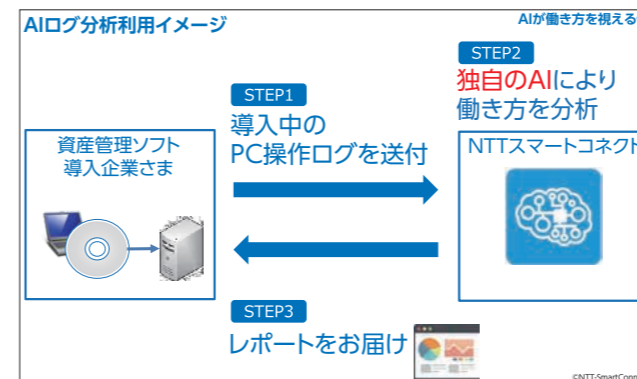 AIログ分析利用イメージ
AIが働き方を視える
STEP1
導入中の
PC操作ログを送付
STEP2
独自のAIにより
働き方を分析
資産管理ソフト
導入企業さま
NTTスマートコネクト
STEP3
レポートをお届け